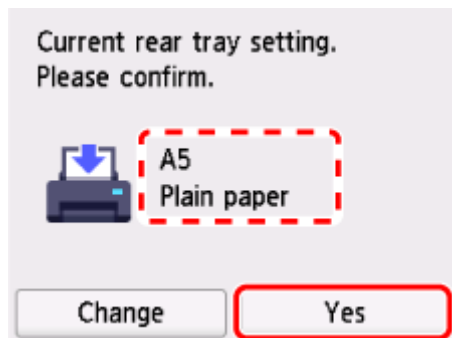 Current rear tray setting.
Please confirm.
A5
Plain paper
Change
Yes